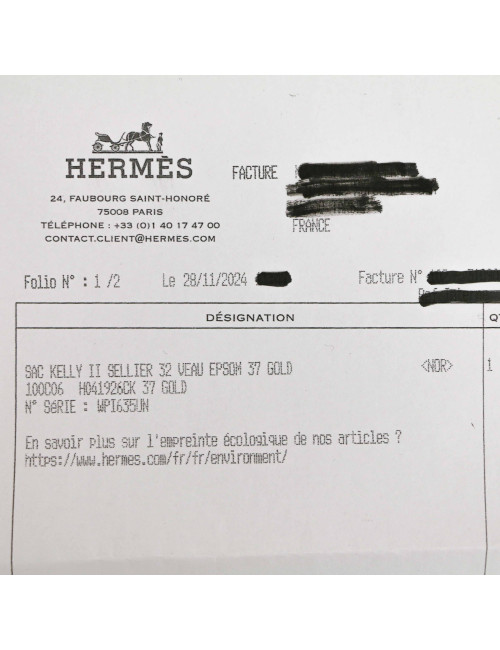 HERMÈS
24, FAUBOURG SAINT-HONORÉ
75008 PARIS
TÉLÉPHONE : +33 (0)1 40 17 47 00
CONTACT.CLIENT@HERMES.COM
FACTURE
FRANCE
Folio N° : 1 /2 Le 28/11/2024 Facture N°
DÉSIGNATION
SAC KELLY II SELLIER 32 VEAU EPSOM 37 GOLD <NOR> 1
100C06 H041926CK 37 GOLD
N° SéRIE : WPI635UN
En savoir plus sur l'empreinte écologique de nos articles ?
https://www.hermes.com/fr/fr/environment/